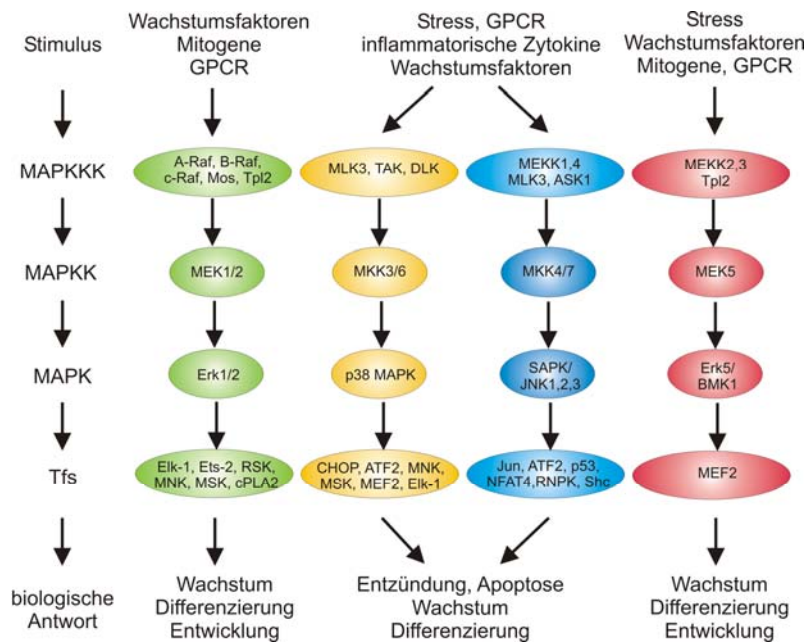 Stimulus
Wachstumsfaktoren
Mitogene
GPCR
Stress, GPCR
inflammatorische Zytokine
Wachstumsfaktoren
Stress
Wachstumsfaktoren
Mitogene, GPCR
MAPKKK
A-Raf, B-Raf,
c-Raf, Mos, Tpl2
MLK3, TAK, DLK
MEKK1,4
MLK3, ASK1
MEKK2,3
Tpl2
MAPKK
MEK1/2
MKK3/6
MKK4/7
MEK5
MAPK
Erk1/2
p38 MAPK
SAPK/
JNK1,2,3
Erk5/
BMK1
Tfs
Elk-1, Ets-2, RSK,
MNK, MSK, cPLA2
CHOP, ATF2, MNK,
MSK, MEF2, Elk-1
Jun, ATF2, p53,
NFAT4,RNPK, Shc
MEF2
biologische
Antwort
Wachstum
Differenzierung
Entwicklung
Entzündung, Apoptose
Wachstum
Differenzierung
Wachstum
Differenzierung
Entwicklung